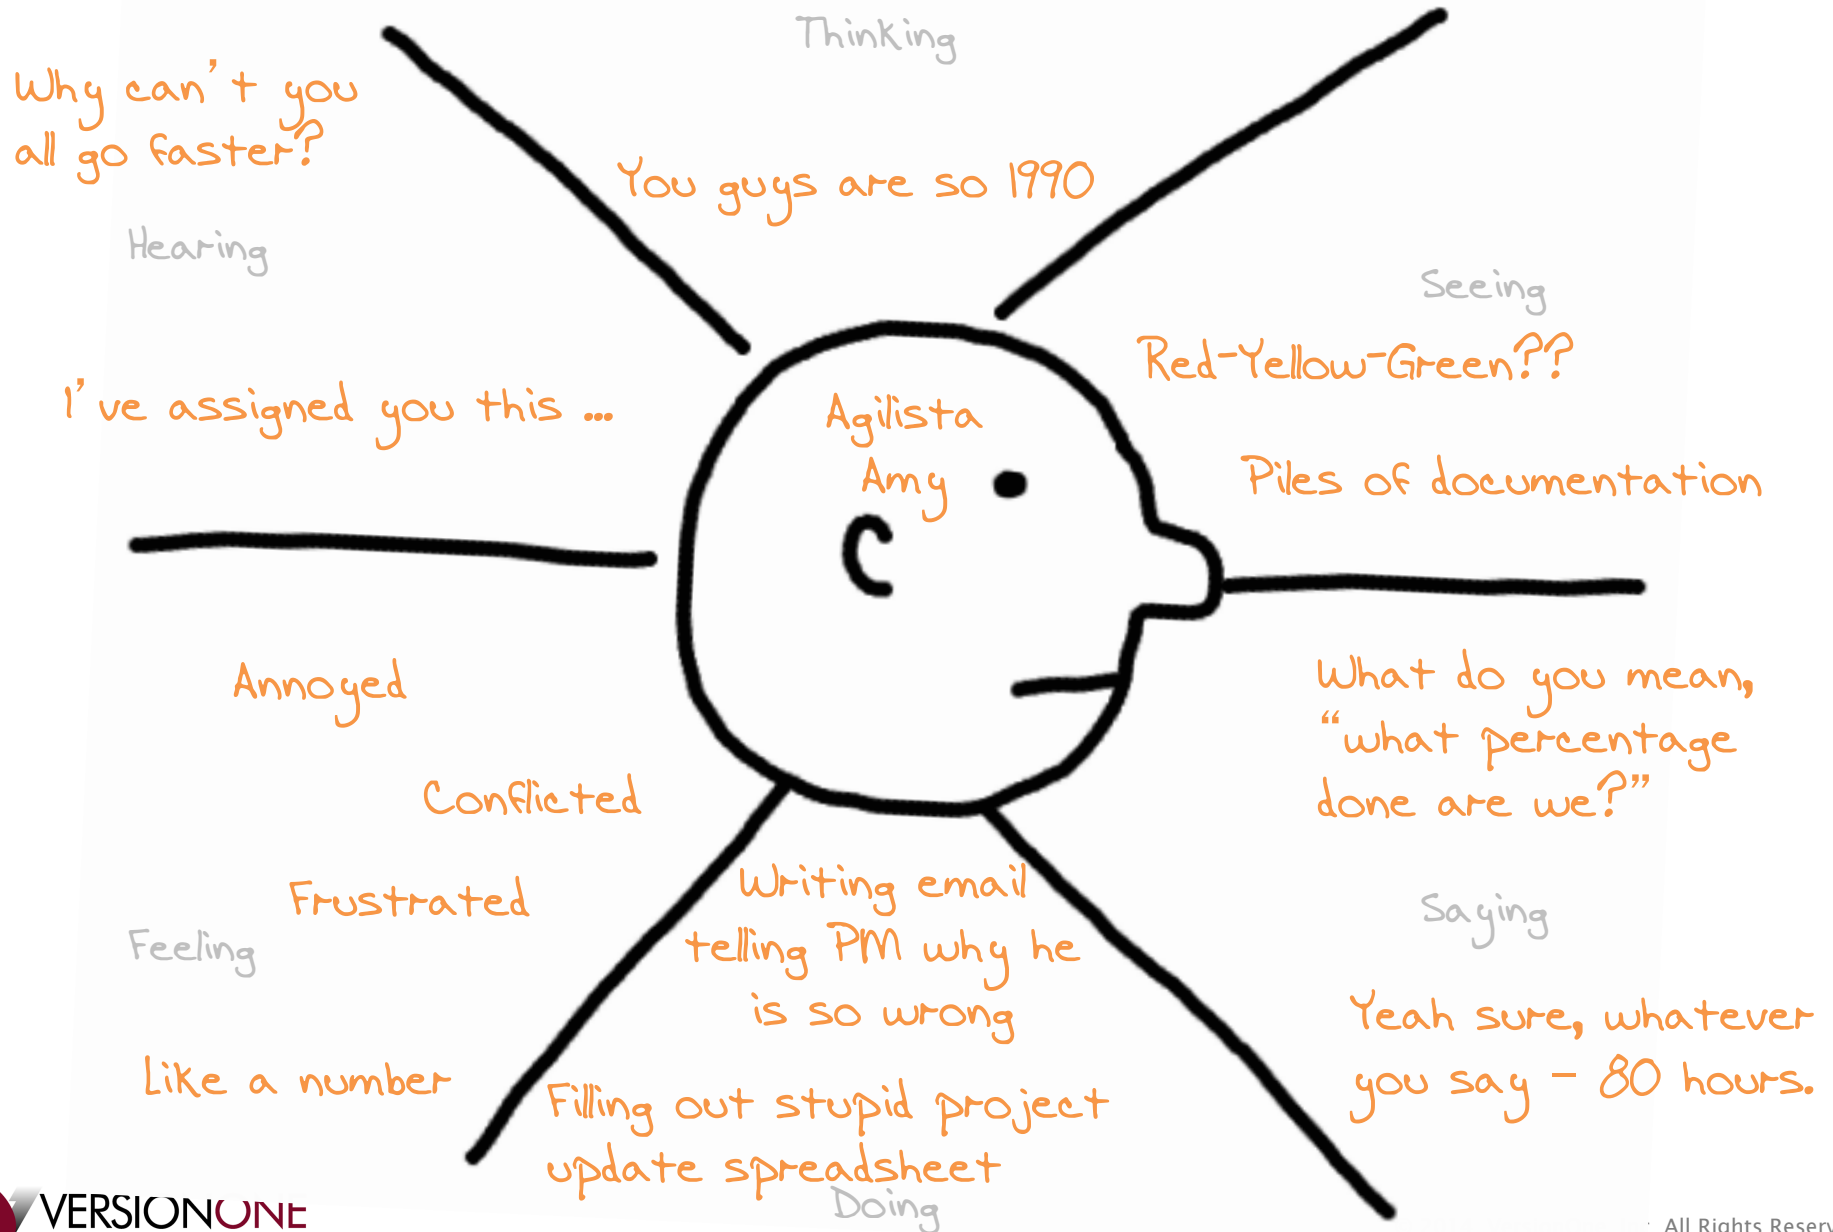 Thinking
Why can't you
all go faster?
You guys are so 1990
Hearing
Seeing
Red-Yellow-Green??
I've assigned you this ...
Agilista
Amy
Piles of documentation
Annoyed
What do you mean,
“what percentage
done are we?”
Conflicted
Frustrated
Feeling
Writing email
telling PM why he
is so wrong
Saying
Yeah sure, whatever
you say – 80 hours.
Like a number
Filling out stupid project
update spreadsheet
Doing
VERSIONONE
All Rights